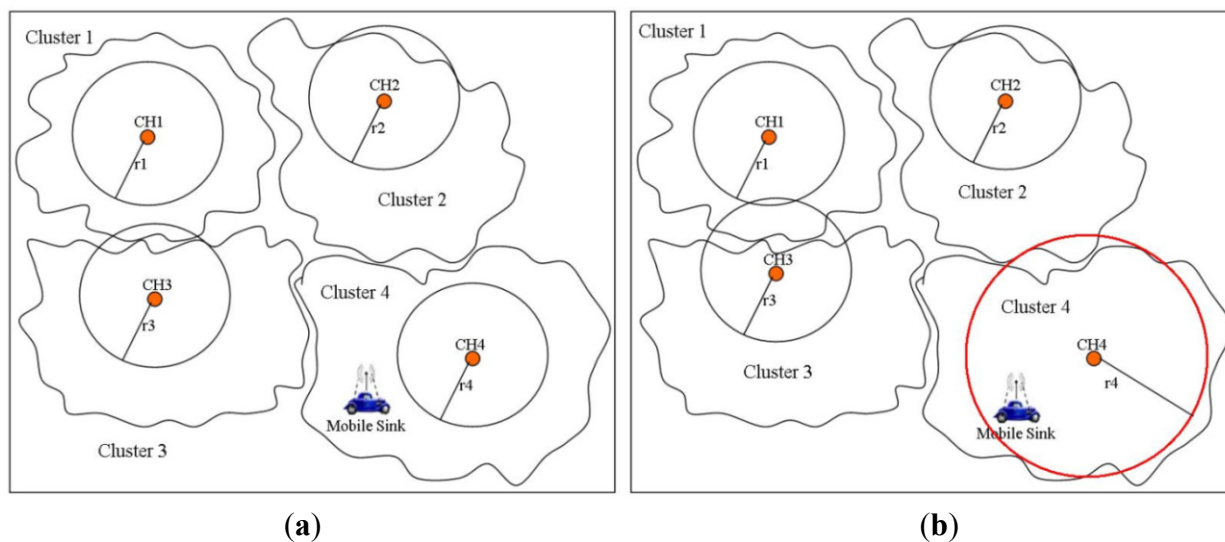 Cluster 1
CH1
r1
CH2
r2
Cluster 2
CH3
r3
Cluster 3
Cluster 4
CH4
r4
Mobile Sink
(a)
Cluster 1
CH1
r1
CH2
r2
Cluster 2
CH3
r3
Cluster 3
Cluster 4
CH4
r4
Mobile Sink
(b)